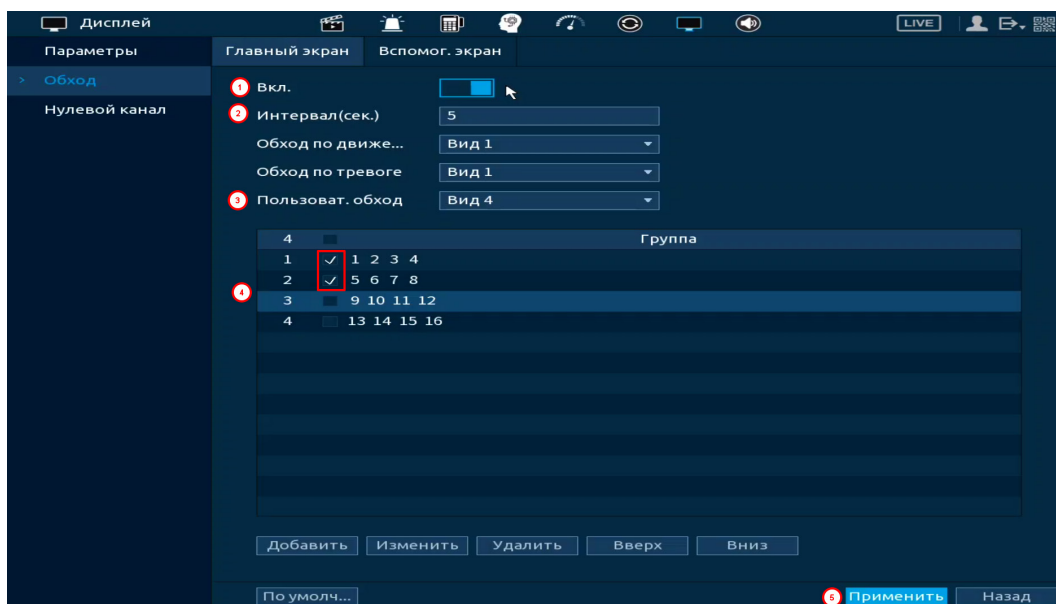 Дисплей LIVE
Параметры Главный экран Вспомог. экран
> Обход 1 Вкл.
Нулевой канал 2 Интервал(сек.) 5
Обход по движе... Вид 1
Обход по тревоге Вид 1
3 Пользоват. обход Вид 4
4 Группа
1 ✓ 1 2 3 4
2 ✓ 5 6 7 8
4
3 9 10 11 12
4 13 14 15 16
Добавить Изменить Удалить Вверх Вниз
По умолч... 5 Применить Назад